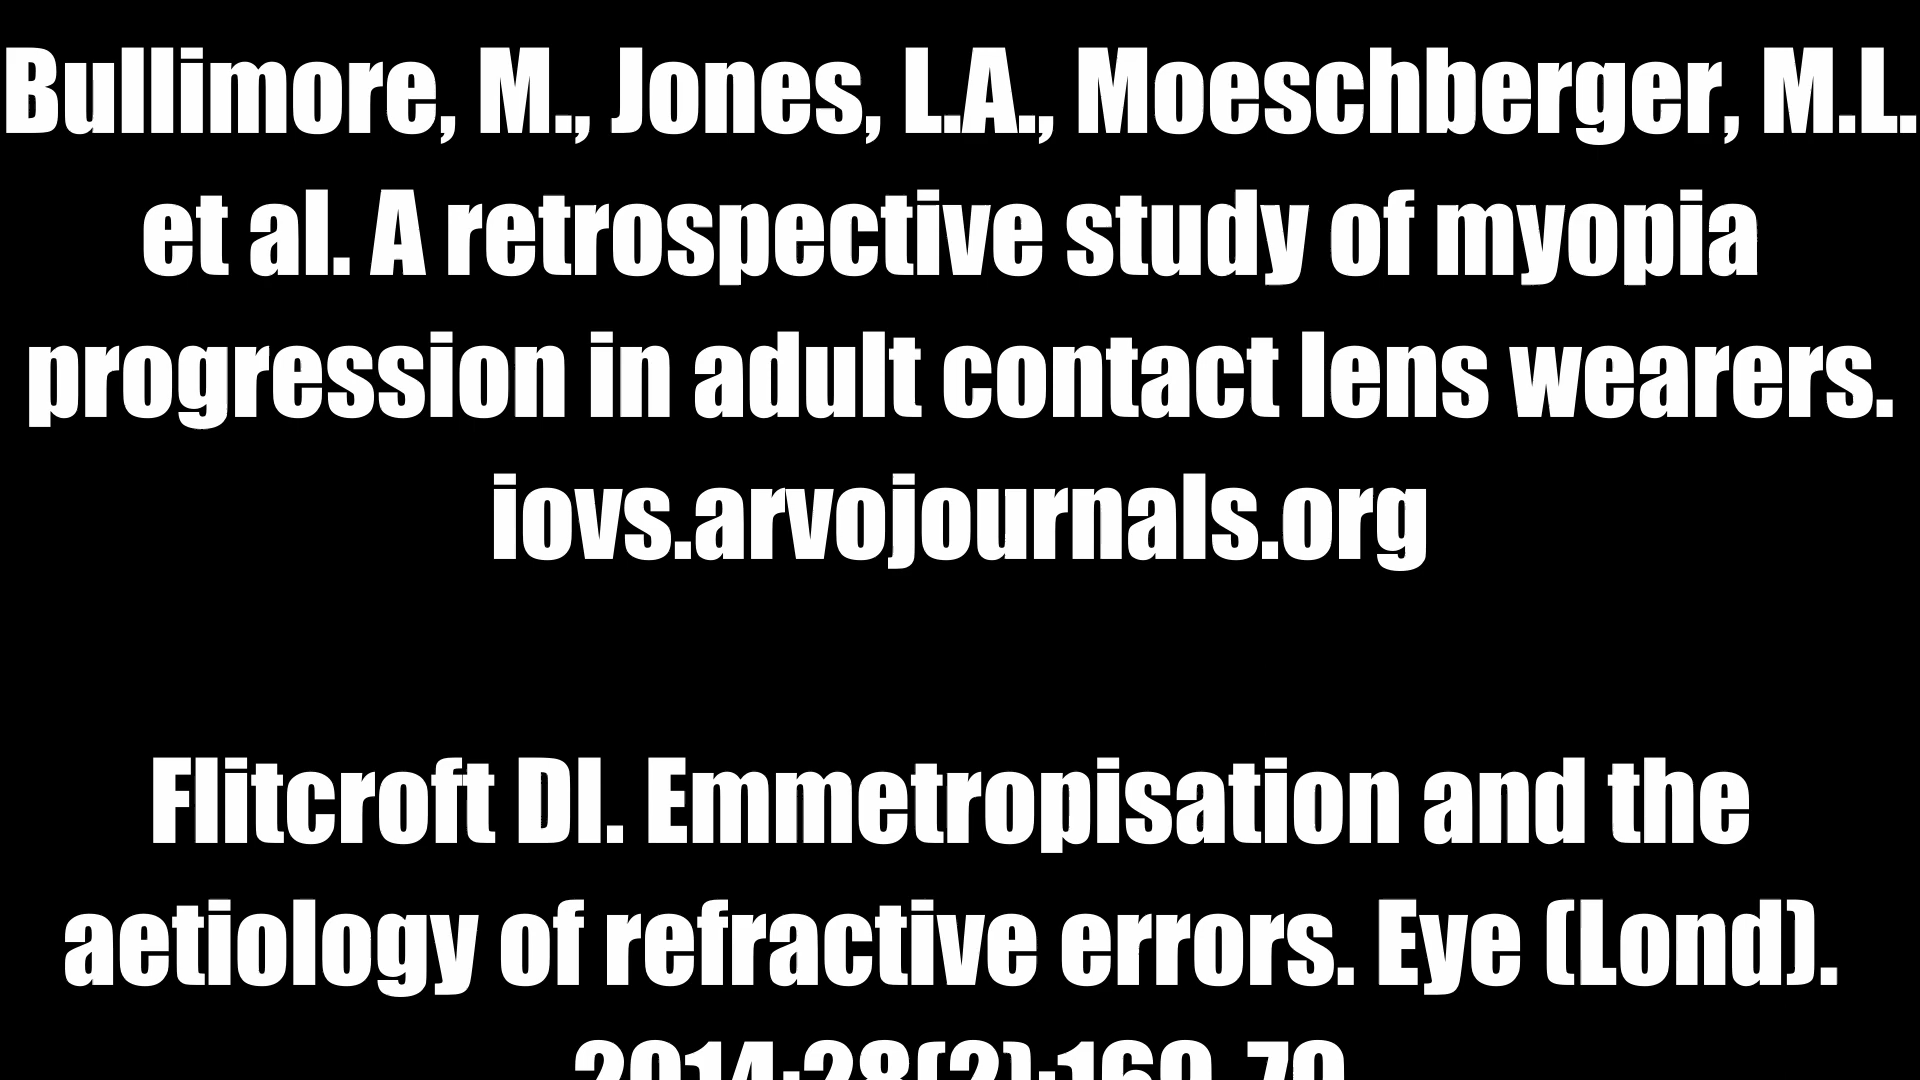 Bullimore, M., Jones, L.A., Moeschberger, M.L.
et al. A retrospective study of myopia
progression in adult contact lens wearers.
iovs.arvojournals.org
Flitcroft DI. Emmetropisation and the
aetiology of refractive errors. Eye (Lond).